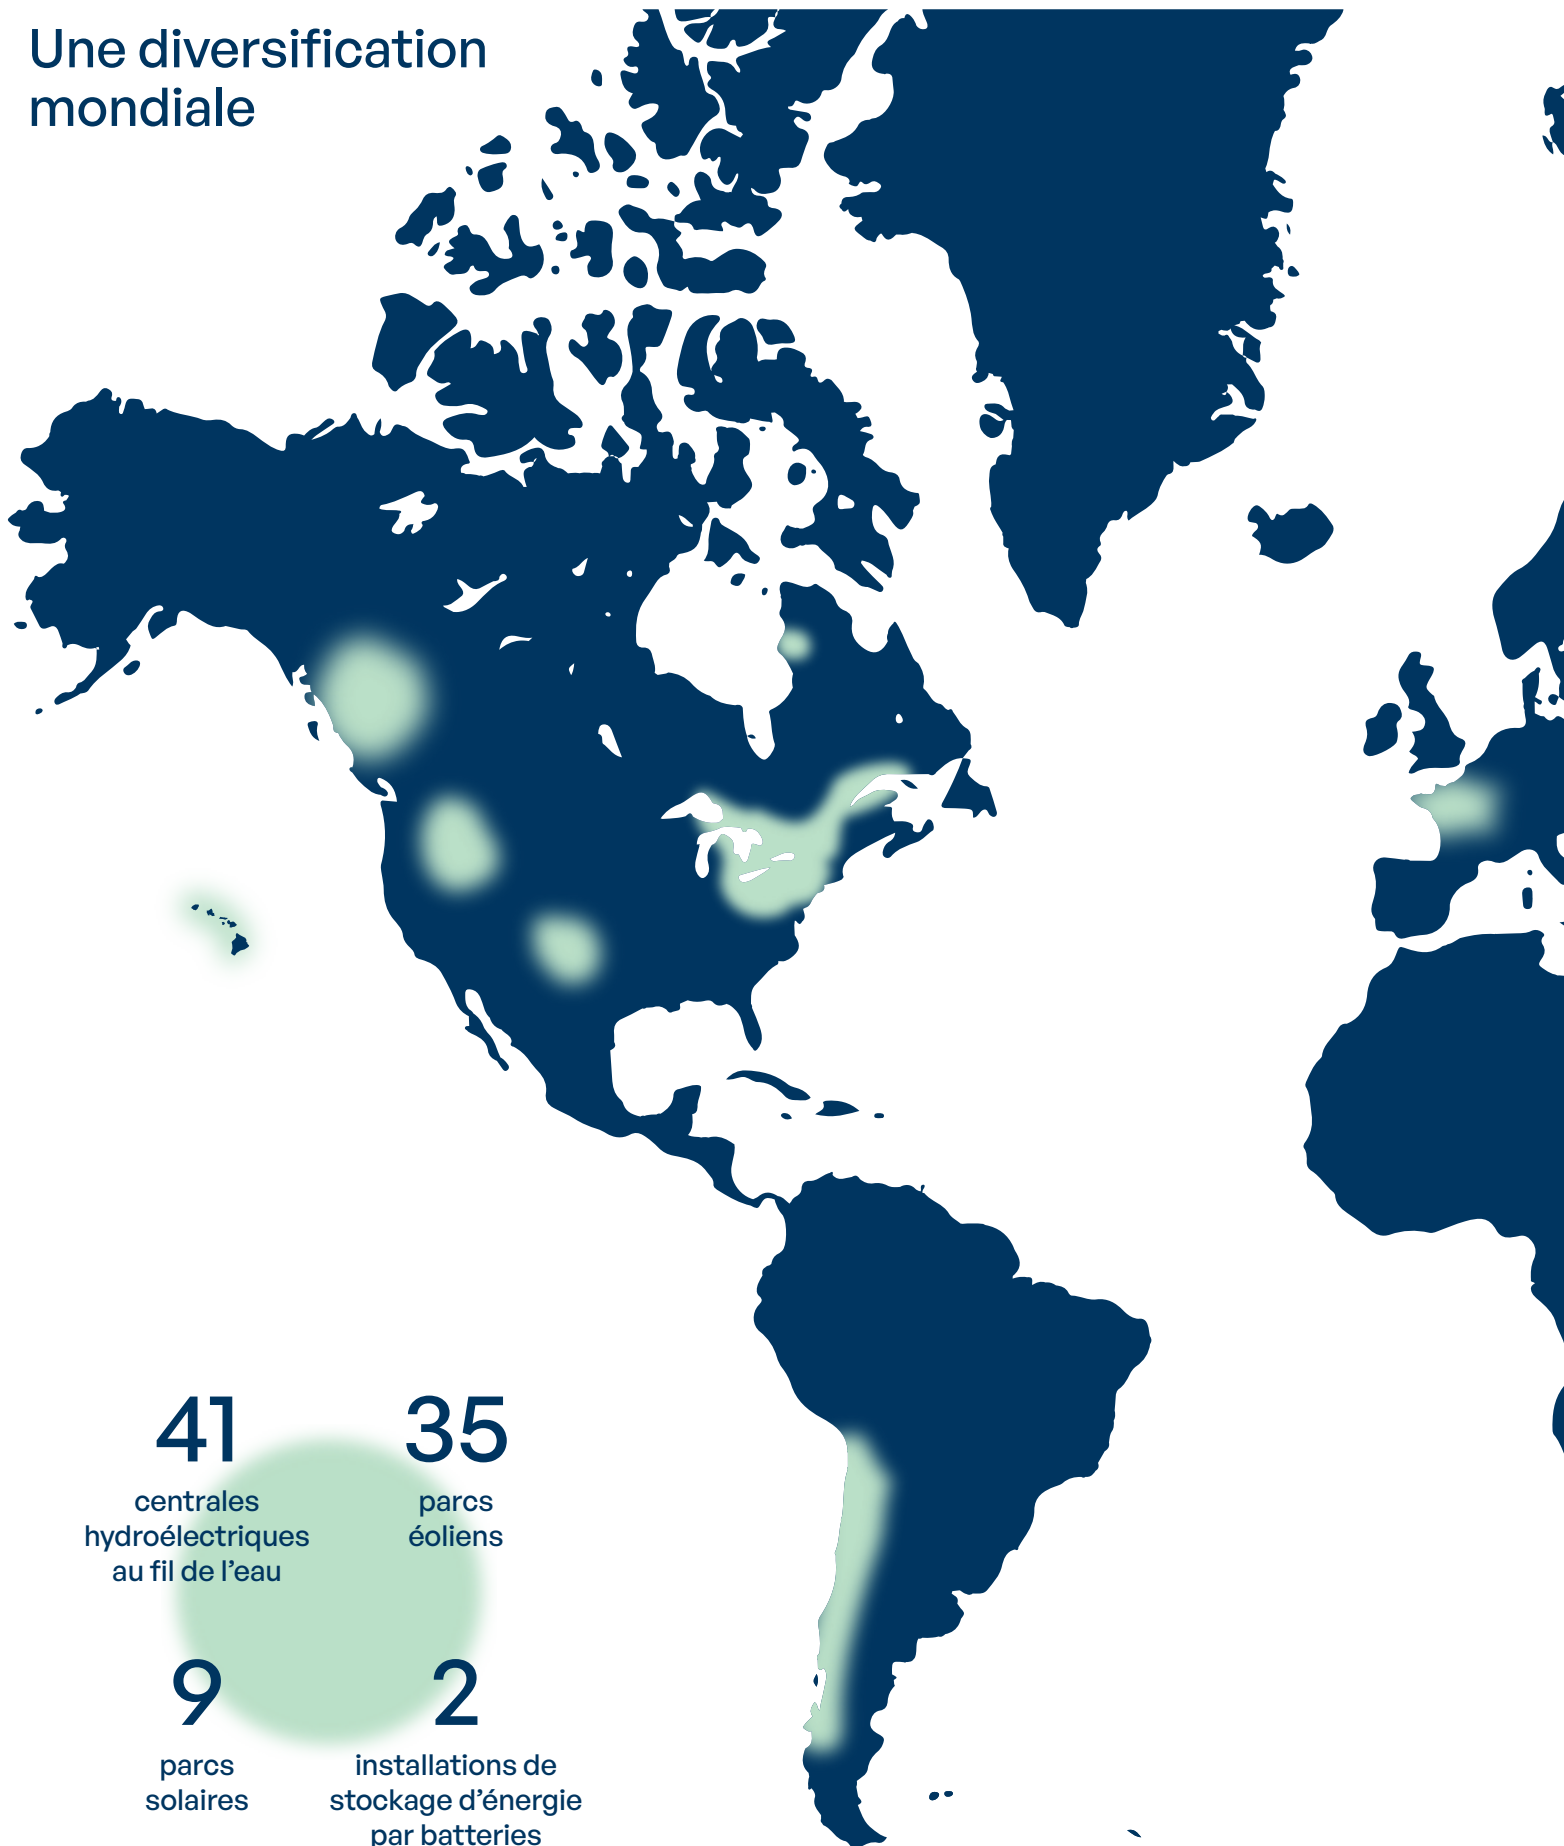 Une diversification
mondiale
41
centrales
hydroélectriques
au fil de l’eau
35
parcs
éoliens
9
parcs
solaires
2
installations de
stockage d’énergie
par batteries